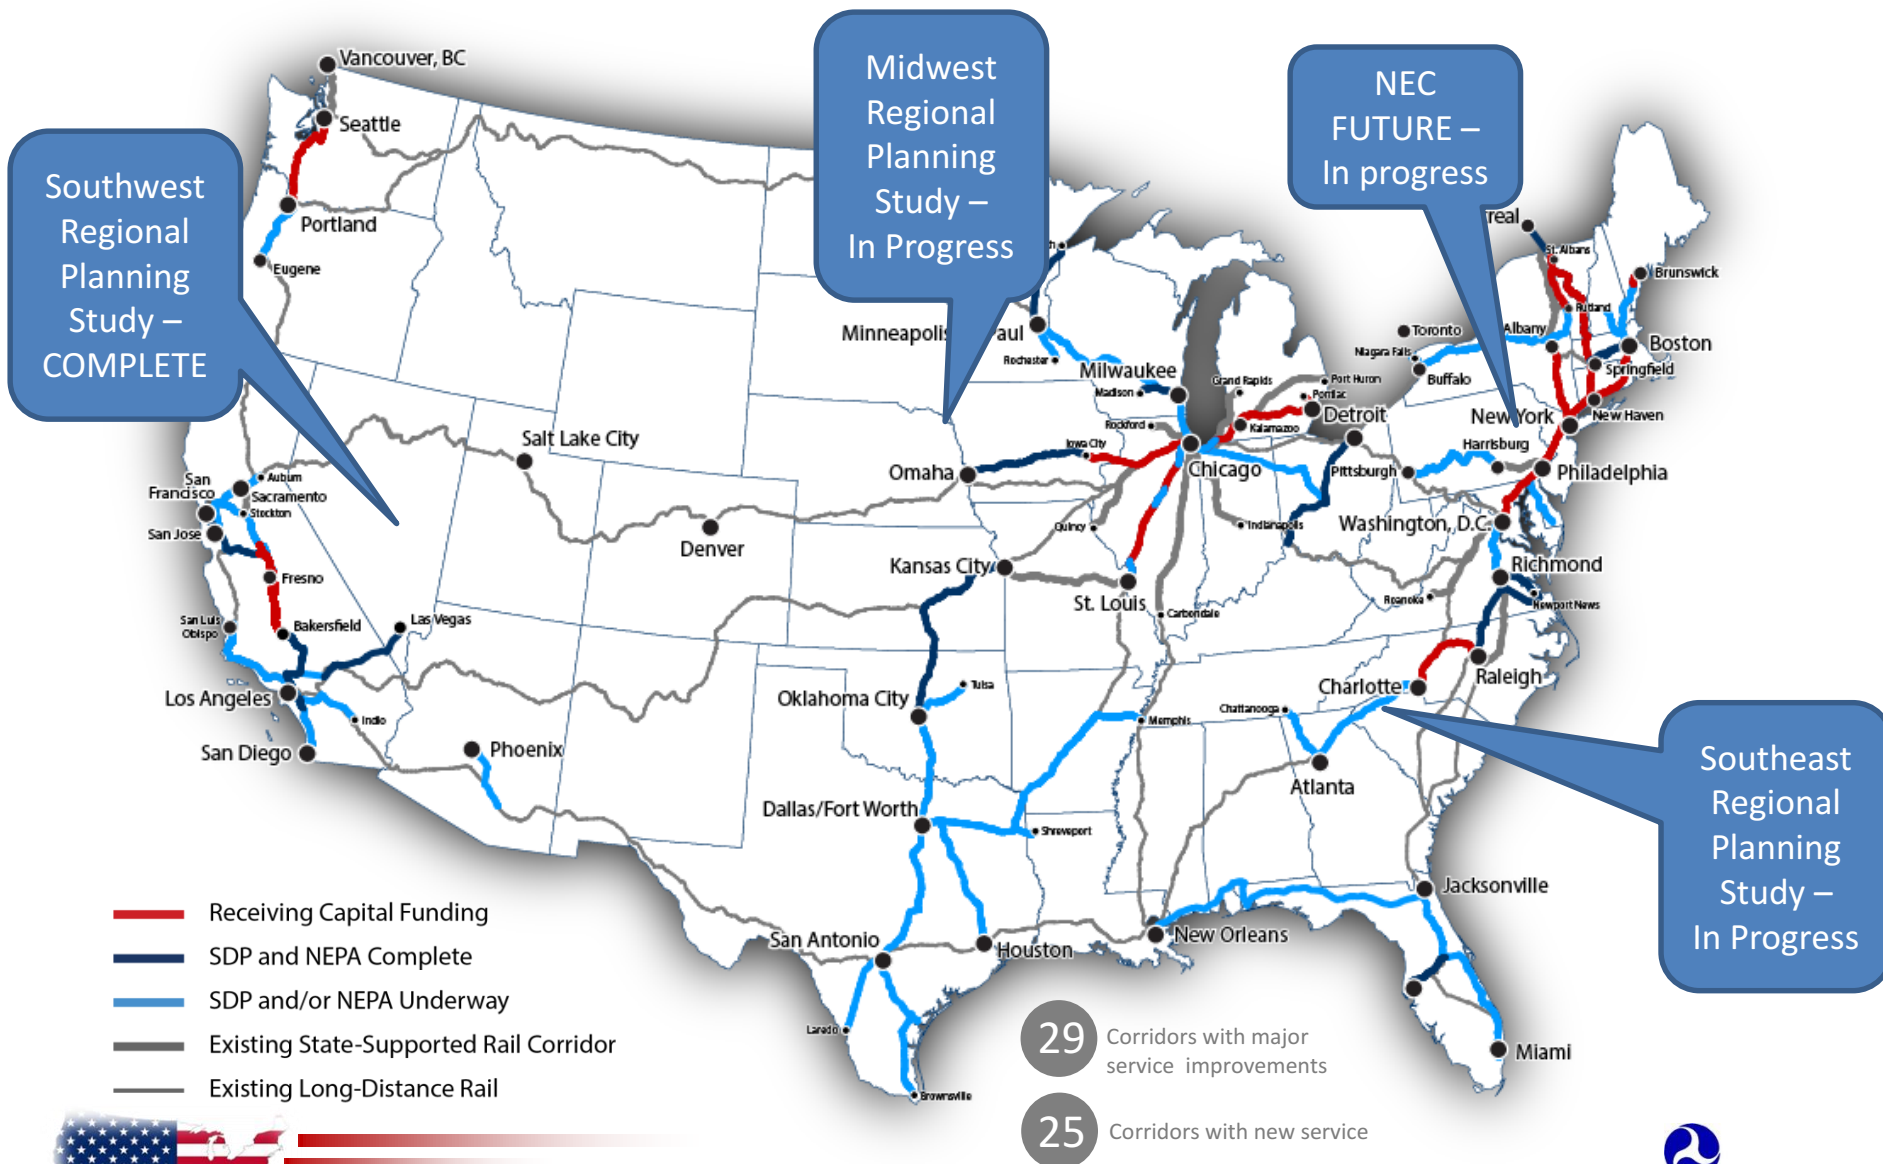 Vancouver, BC
Seattle
Portland
Eugene
Southwest
Regional
Planning
Study –
COMPLETE
Midwest
Regional
Planning
Study –
In Progress
NEC
FUTURE –
In progress
Southeast
Regional
Planning
Study –
In Progress
St. Albans
Brunswick
Rutland
Toronto
Albany
Boston
Niagara Falls
Buffalo
Springfield
New Haven
New York
Minneapolis
Rochester
Milwaukee
Madison
Grand Rapids
Port Huron
Pontiac
Detroit
Kalamazoo
Rockford
Iowa City
Chicago
Harrisburg
Pittsburgh
Philadelphia
Salt Lake City
Omaha
Denver
Quincy
Indianapolis
Washington, D.C.
San
Francisco
Auburn
Sacramento
Stockton
San Jose
Fresno
Kansas City
St. Louis
Carbondale
Richmond
Roanoke
Newport News
San Luis
Obispo
Bakersfield
Las Vegas
Los Angeles
Indio
San Diego
Phoenix
Oklahoma City
Tulsa
Memphis
Chattanooga
Charlotte
Raleigh
Atlanta
Dallas/Fort Worth
Shreveport
Jacksonville
San Antonio
Houston
New Orleans
Laredo
Brownsville
Miami
Receiving Capital Funding
SDP and NEPA Complete
SDP and/or NEPA Underway
Existing State-Supported Rail Corridor
Existing Long-Distance Rail
29
Corridors with major
service improvements
25
Corridors with new service